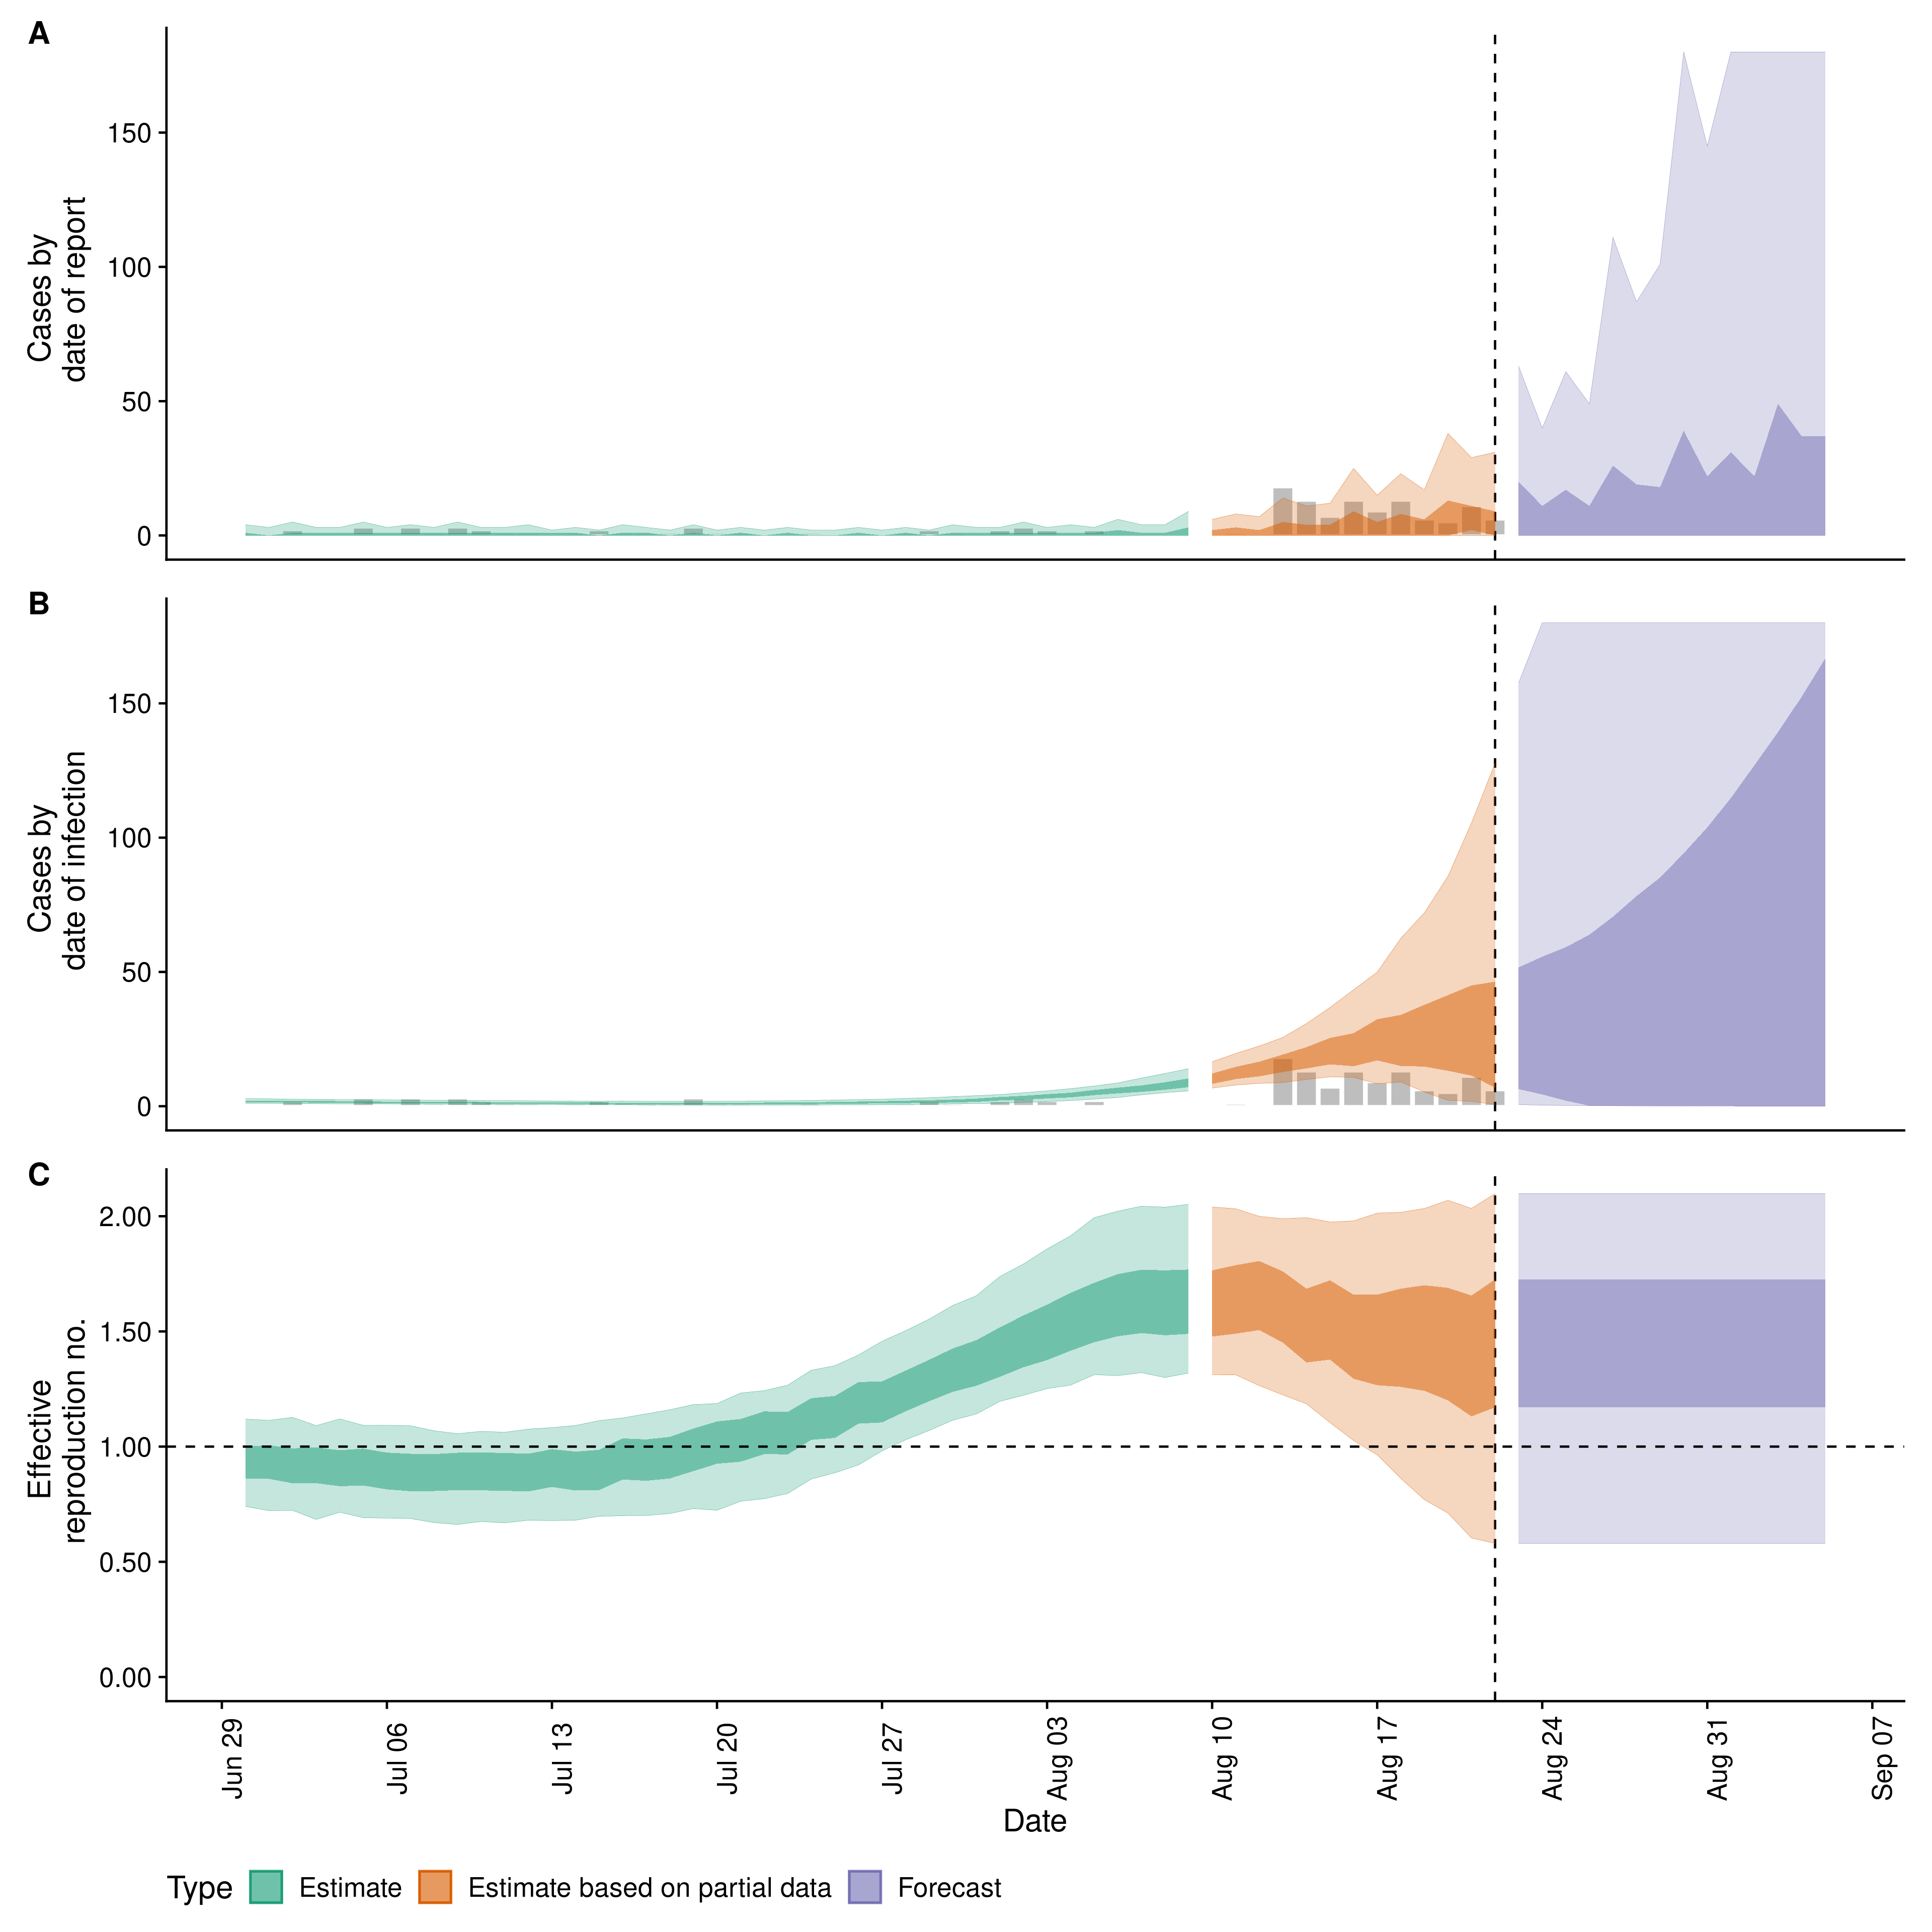 A
Cases by
date of report
150
100
50
0
B
Cases by
date of infection
150
100
50
0
C
Effective
reproduction no.
2.00
1.50
1.00
0.50
0.00
Jun 29
Jul 06
Jul 13
Jul 20
Jul 27
Aug 03
Aug 10
Aug 17
Aug 24
Aug 31
Sep 07
Date
Type Estimate Estimate based on partial data Forecast